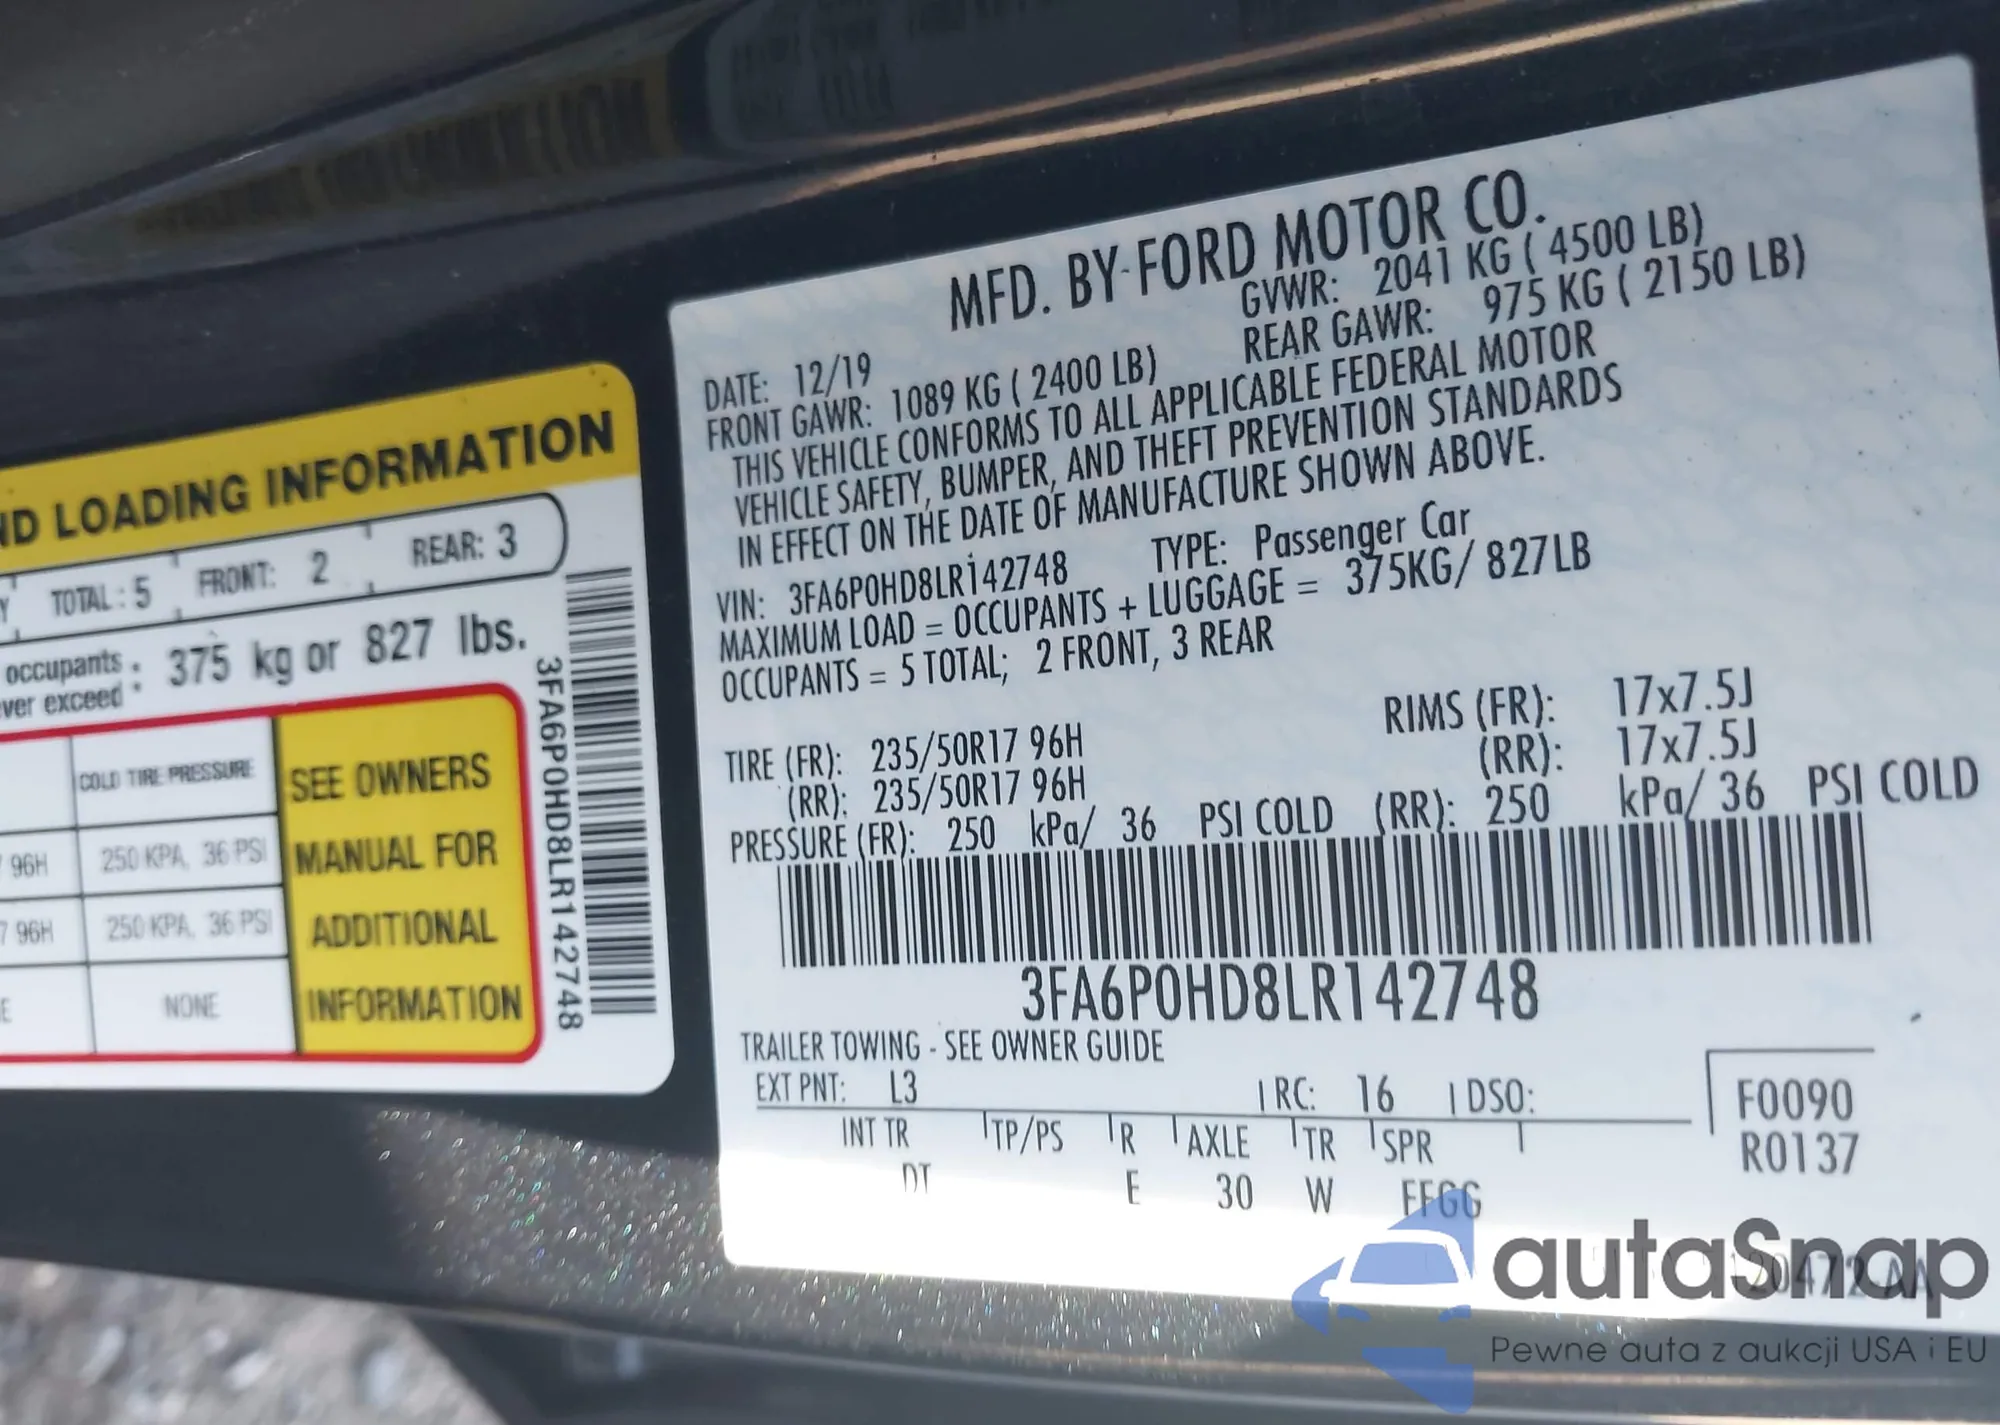 ND LOADING INFORMATION
Y TOTAL: 5 FRONT: 2 REAR: 3
occupants : 375 kg or 827 lbs.
ver exceed
COLD TIRE PRESSURE
7 96H 250 KPA, 36 PSI
7 96H 250 KPA, 36 PSI
E NONE
SEE OWNERS
MANUAL FOR
ADDITIONAL
INFORMATION
3FA6P0HD8LR142748
MFD. BY FORD MOTOR CO.
DATE: 12/19 GVWR: 2041 KG ( 4500 LB)
FRONT GAWR: 1089 KG ( 2400 LB) REAR GAWR: 975 KG ( 2150 LB)
THIS VEHICLE CONFORMS TO ALL APPLICABLE FEDERAL MOTOR
VEHICLE SAFETY, BUMPER, AND THEFT PREVENTION STANDARDS
IN EFFECT ON THE DATE OF MANUFACTURE SHOWN ABOVE.
VIN: 3FA6P0HD8LR142748 TYPE: Passenger Car
MAXIMUM LOAD = OCCUPANTS + LUGGAGE = 375KG/ 827LB
OCCUPANTS = 5 TOTAL; 2 FRONT, 3 REAR
TIRE (FR): 235/50R17 96H RIMS (FR): 17x7.5J
(RR): 235/50R17 96H (RR): 17x7.5J
PRESSURE (FR): 250 kPa/ 36 PSI COLD (RR): 250 kPa/ 36 PSI COLD
3FA6P0HD8LR142748
TRAILER TOWING - SEE OWNER GUIDE
EXT PNT: L3 RC: 16 DSO:
INT TR TP/PS R AXLE TR SPR
DT E 30 W FFGG
F0090
R0137
autaSnap
Pewne auta z aukcji USA i EU